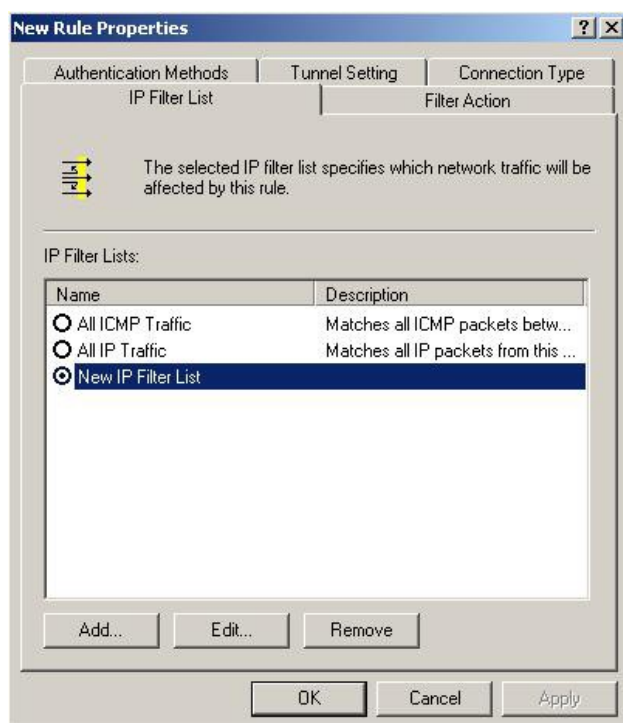 New Rule Properties
Authentication Methods Tunnel Setting Connection Type
IP Filter List Filter Action
The selected IP filter list specifies which network traffic will be
affected by this rule.
IP Filter Lists:
Name Description
All ICMP Traffic Matches all ICMP packets betw...
All IP Traffic Matches all IP packets from this ...
New IP Filter List
Add... Edit... Remove
OK Cancel Apply